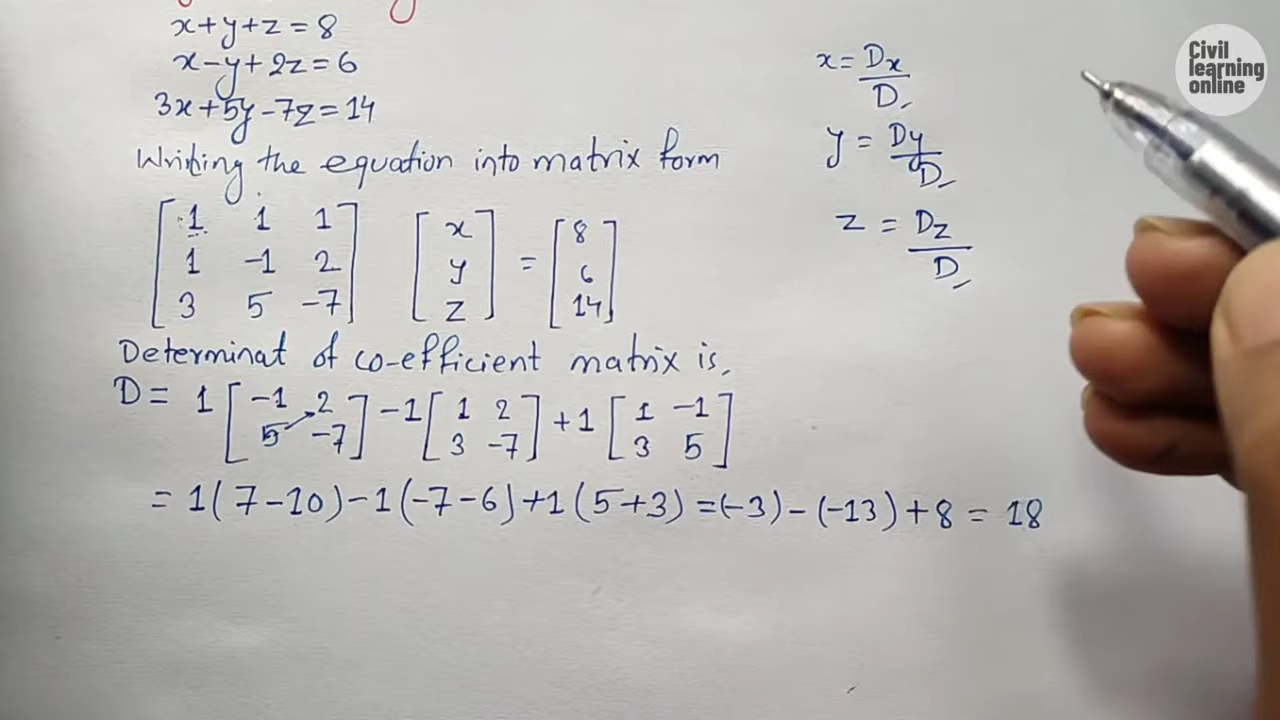 x+y+z=8
x-y+2z=6
3x+5y-7z=14
Writing the equation into matrix form
1 1 1
1 -1 2
3 5 -7
x
y
z
=
8
6
14
Determinat of co-efficient matrix is,
D= 1[-1 2 5 -7] -1[1 2 3 -7] +1[1 -1 3 5]
= 1(7-10)-1(-7-6)+1(5+3)=(-3)-(-13)+8=18
x=Dx/D
y=Dy/D
z=Dz/D
Civil
learning
online